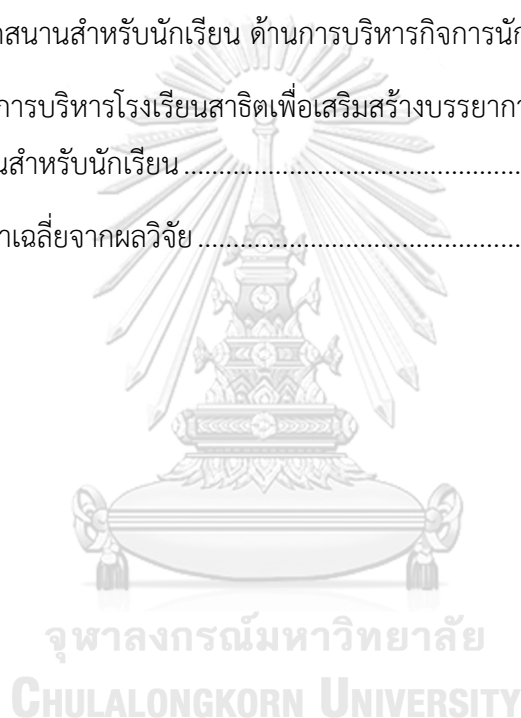 าสนานสำหรับนักเรียน ด้านการบริหารกิจการนัก
การบริหารโรงเรียนสาธิตเพื่อเสริมสร้างบรรยากา
นสำหรับนักเรียน ..................................................
าเฉลี่ยจากผลวิจัย ................................................
จุฬาลงกรณ์มหาวิทยาลัย
CHULALONGKORN UNIVERSITY